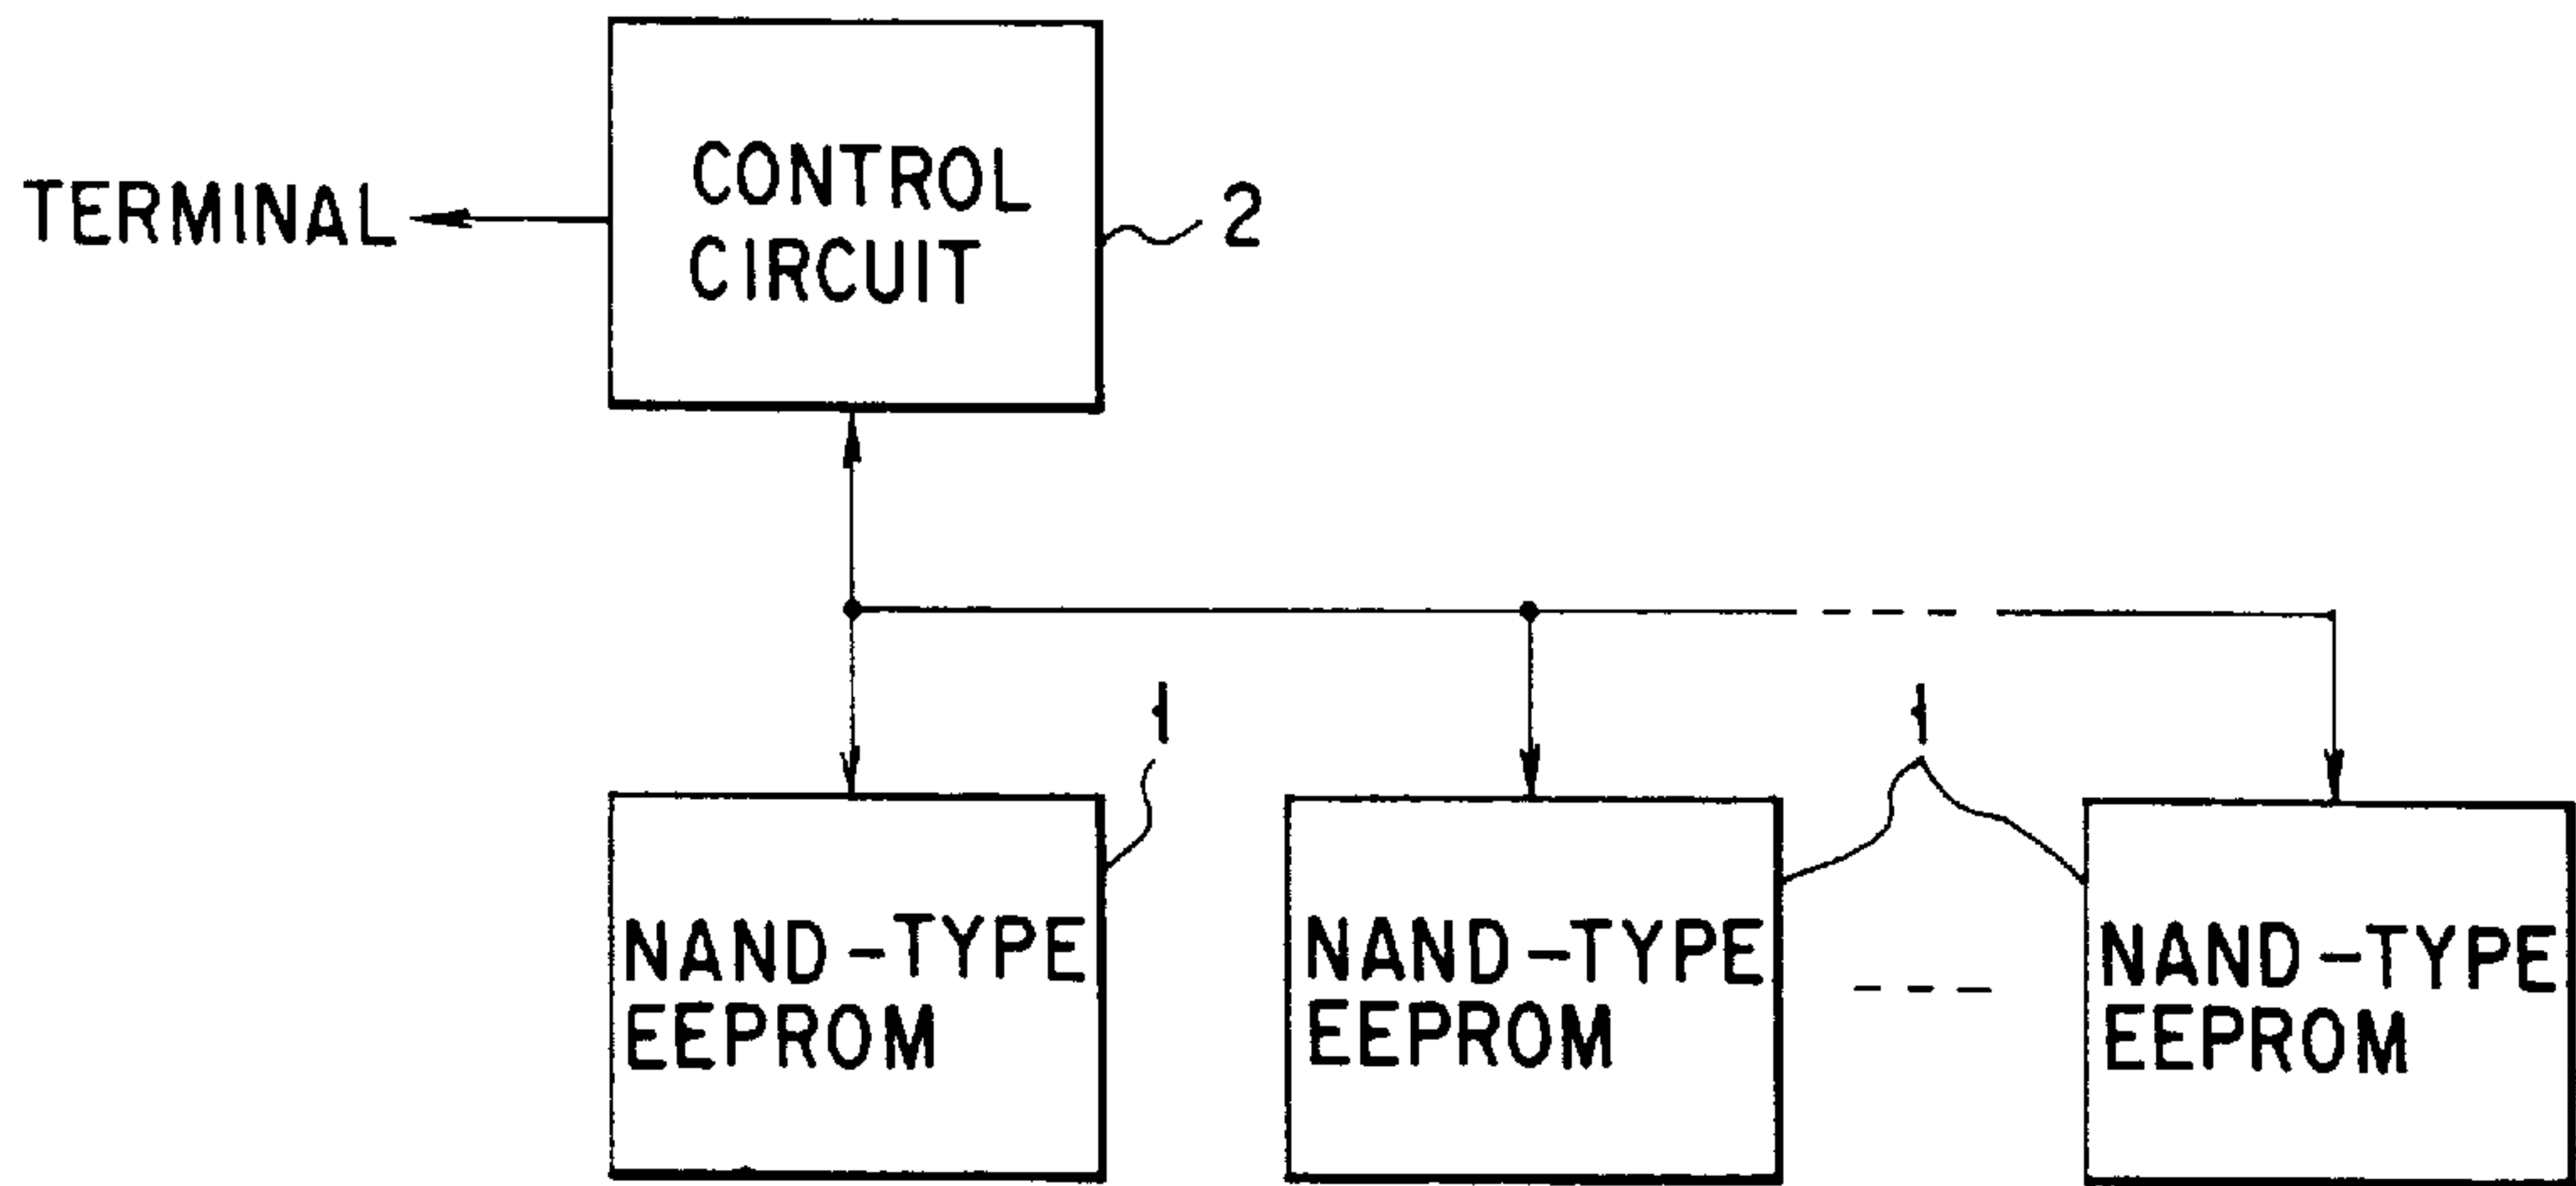 CONTROL
CIRCUIT
TERMINAL
2
1
1
NAND-TYPE
EEPROM
NAND-TYPE
EEPROM
NAND-TYPE
EEPROM